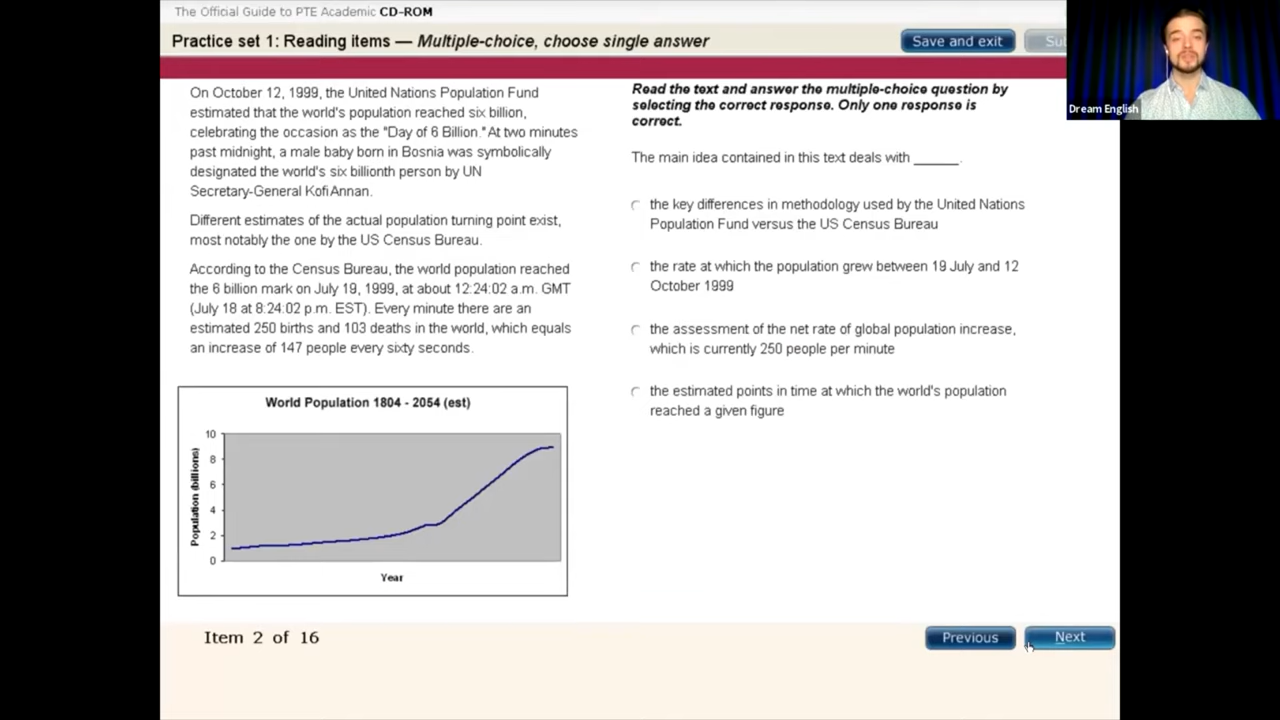 The Official Guide to PTE Academic CD-ROM
Practice set 1: Reading items — Multiple-choice, choose single answer
Save and exit
Su
Dream English
On October 12, 1999, the United Nations Population Fund
estimated that the world's population reached six billion,
celebrating the occasion as the "Day of 6 Billion." At two minutes
past midnight, a male baby born in Bosnia was symbolically
designated the world's six billionth person by UN
Secretary-General Kofi Annan.
Different estimates of the actual population turning point exist,
most notably the one by the US Census Bureau.
According to the Census Bureau, the world population reached
the 6 billion mark on July 19, 1999, at about 12:24:02 a.m. GMT
(July 18 at 8:24:02 p.m. EST). Every minute there are an
estimated 250 births and 103 deaths in the world, which equals
an increase of 147 people every sixty seconds.
World Population 1804 - 2054 (est)
Population (billions)
10
8
6
4
2
0
Year
Read the text and answer the multiple-choice question by
selecting the correct response. Only one response is
correct.
The main idea contained in this text deals with ______.
the key differences in methodology used by the United Nations
Population Fund versus the US Census Bureau
the rate at which the population grew between 19 July and 12
October 1999
the assessment of the net rate of global population increase,
which is currently 250 people per minute
the estimated points in time at which the world's population
reached a given figure
Item 2 of 16
Previous
Next